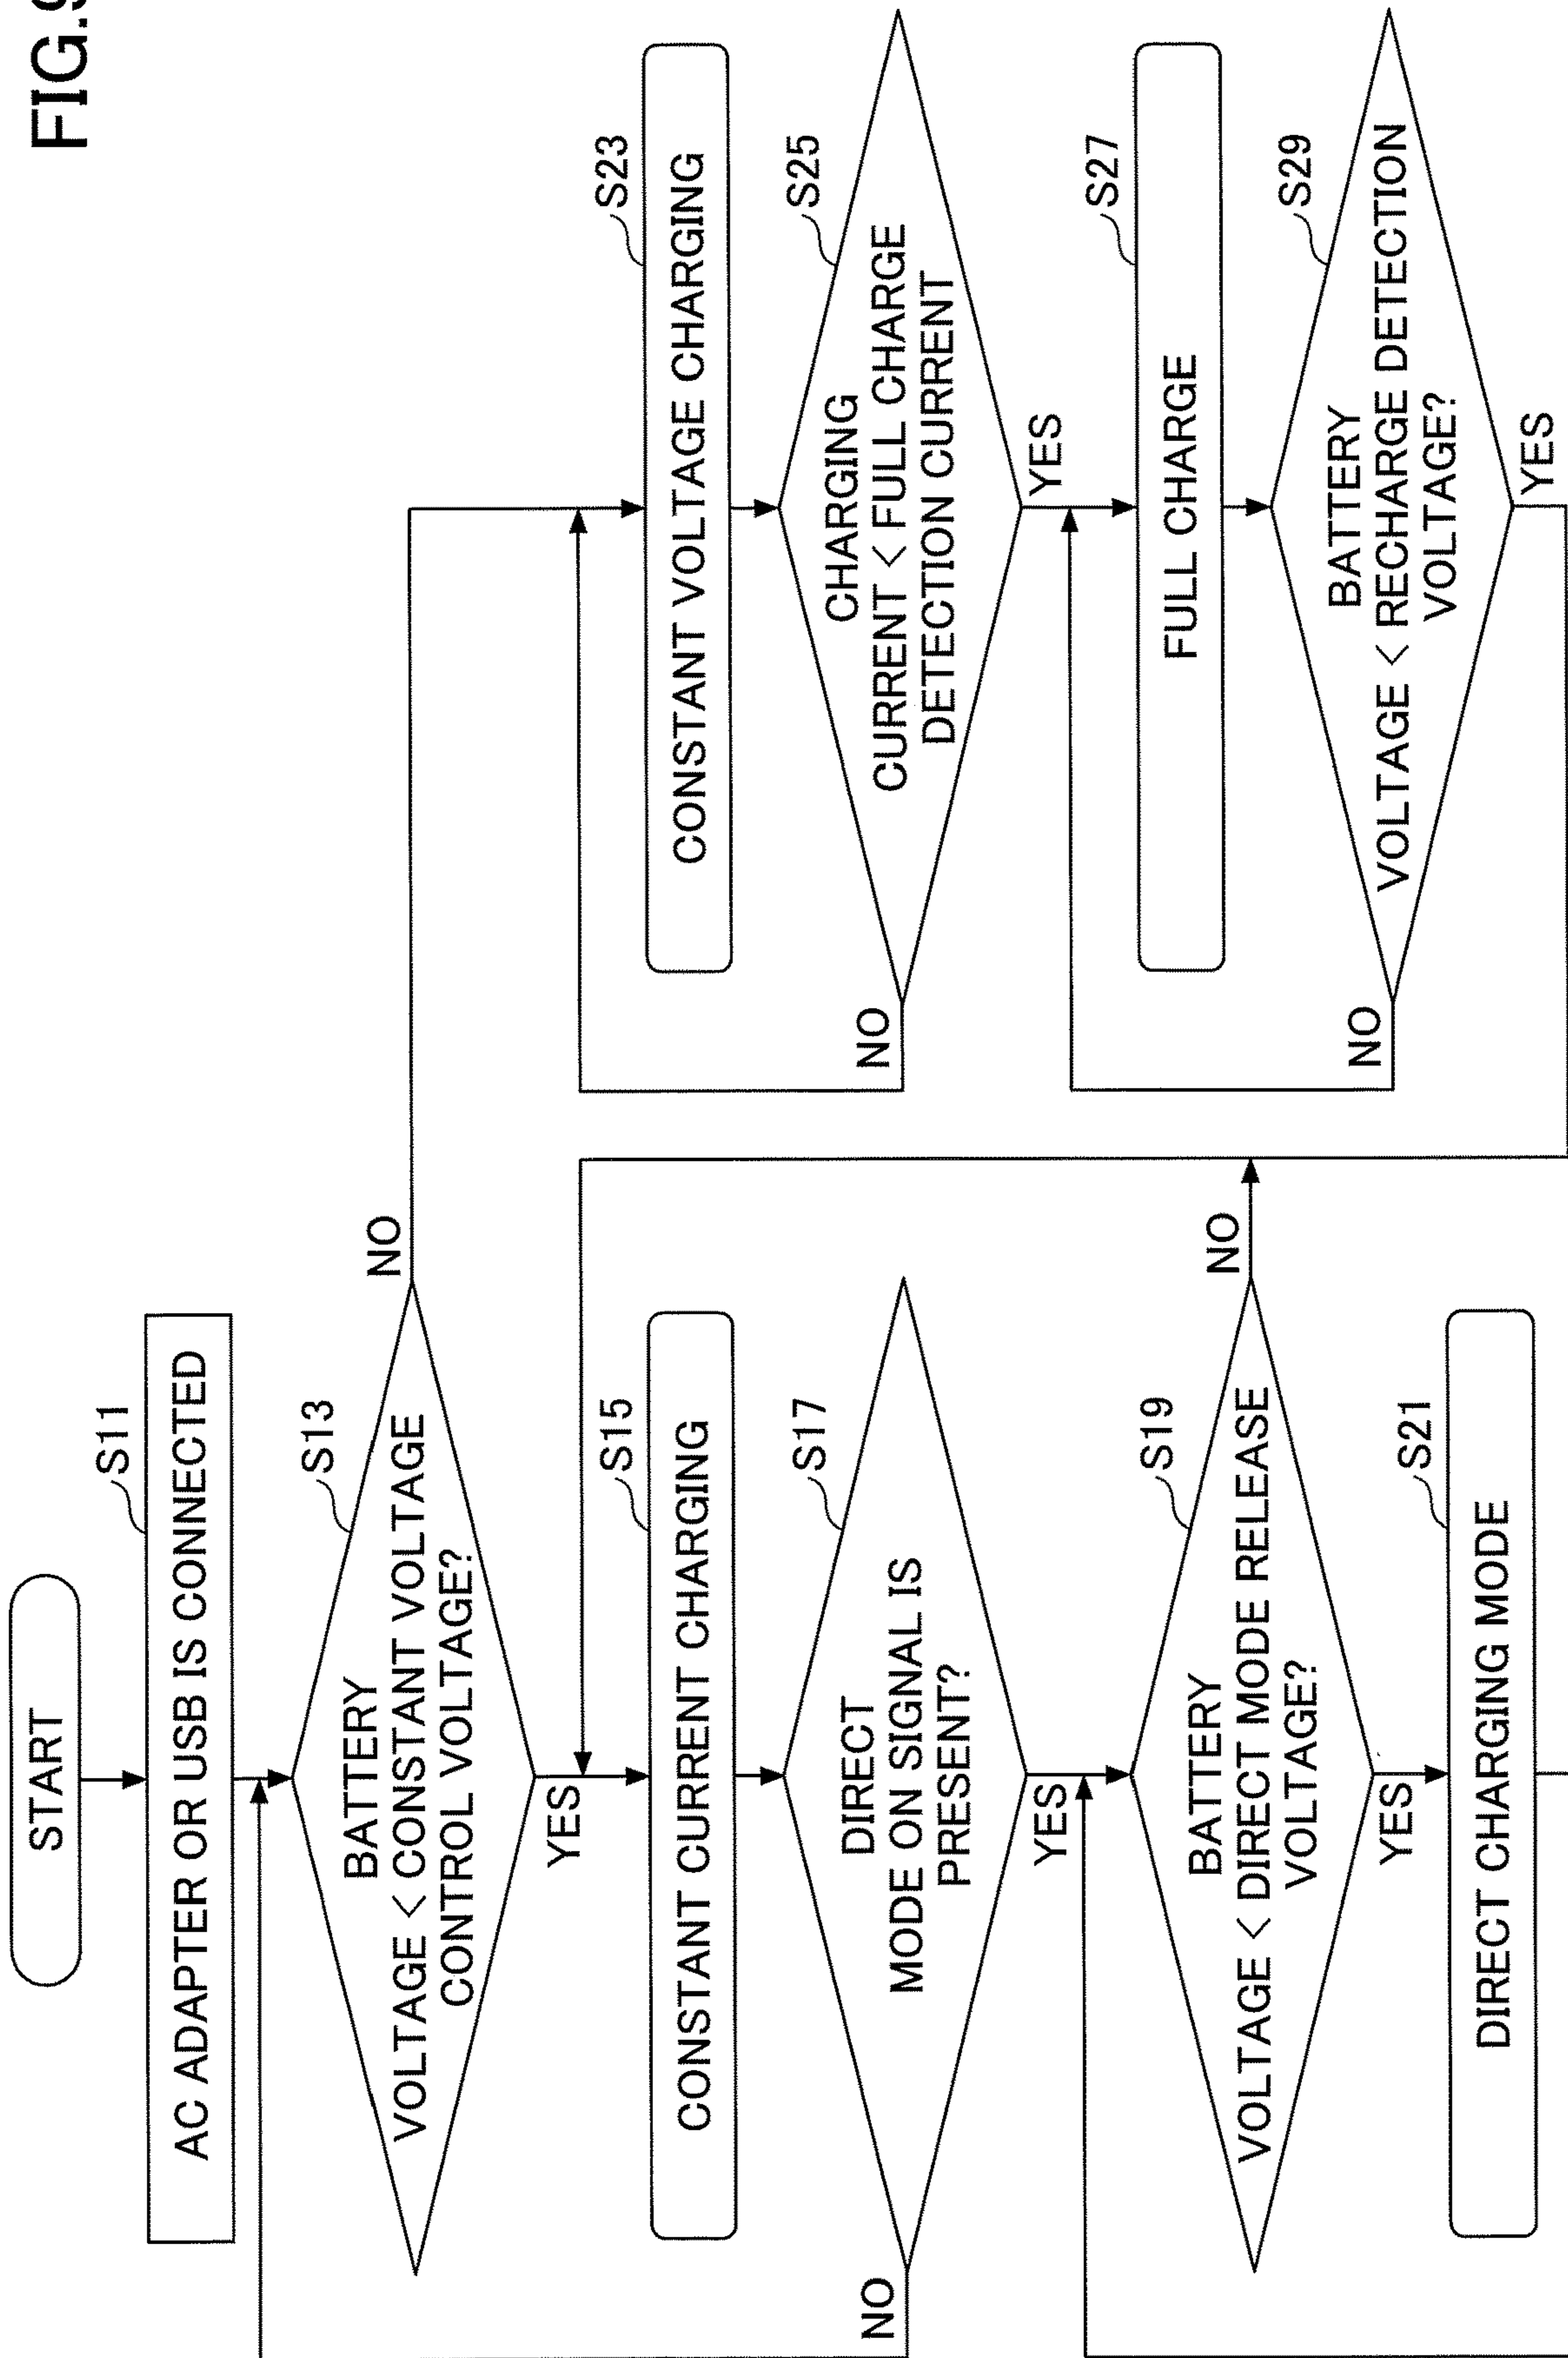 FIG.9
START
S11
AC ADAPTER OR USB IS CONNECTED
S13
BATTERY
VOLTAGE < CONSTANT VOLTAGE
CONTROL VOLTAGE?
NO
YES
S15
CONSTANT CURRENT CHARGING
S17
DIRECT
MODE ON SIGNAL IS
PRESENT?
NO
YES
S19
BATTERY
VOLTAGE < DIRECT MODE RELEASE
VOLTAGE?
NO
YES
S21
DIRECT CHARGING MODE
S23
CONSTANT VOLTAGE CHARGING
S25
CHARGING
CURRENT < FULL CHARGE
DETECTION CURRENT
NO
YES
S27
FULL CHARGE
S29
BATTERY
VOLTAGE < RECHARGE DETECTION
VOLTAGE?
NO
YES